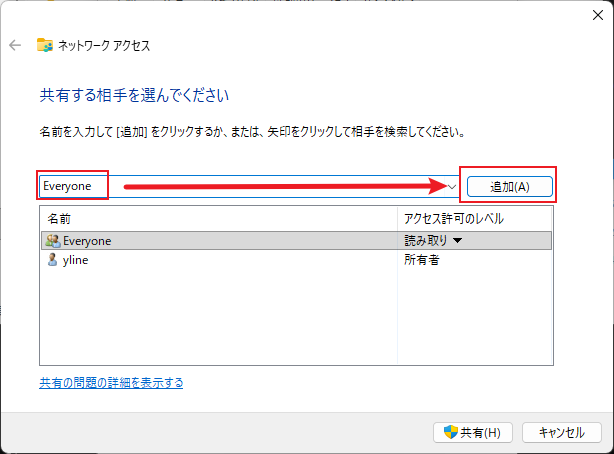 ネットワーク アクセス
共有する相手を選んでください
名前を入力して [追加] をクリックするか、または、矢印をクリックして相手を検索してください。
Everyone 追加(A)
名前 アクセス許可のレベル
Everyone 読み取り
yline 所有者
共有の問題の詳細を表示する
共有(H) キャンセル